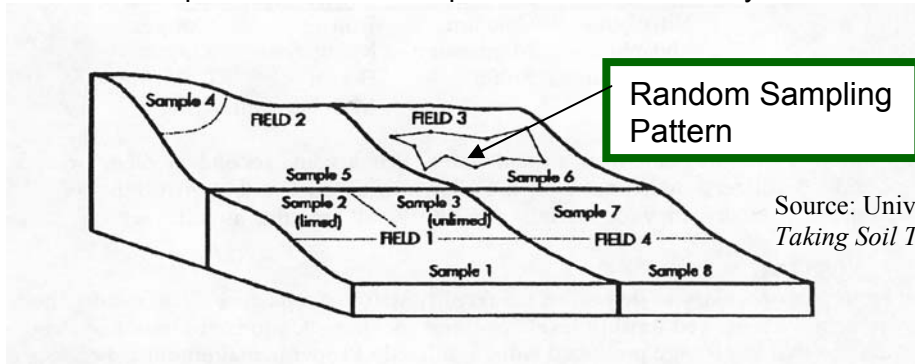 Sample 4
FIELD 2
FIELD 3
Random Sampling
Pattern
Sample 5
Sample 6
Sample 2
(limed)
Sample 3
(unlimed)
Sample 7
FIELD 1
FIELD 4
Source: Univ
Taking Soil T
Sample 1
Sample 8